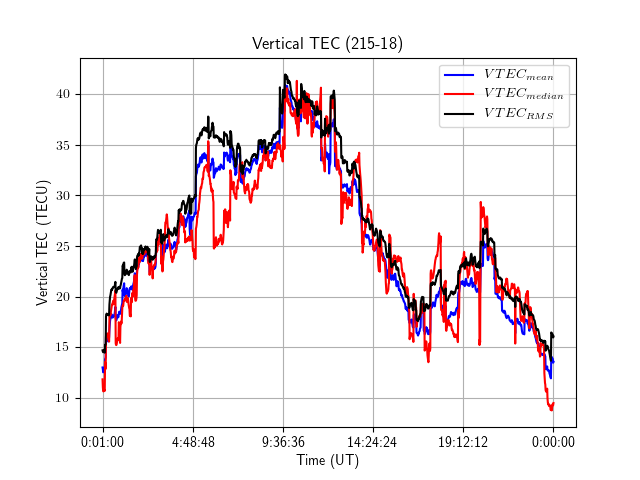 Vertical TEC (215-18)
VTEC_mean
VTEC_median
VTEC_RMS
Vertical TEC (TECU)
40
35
30
25
20
15
10
0:01:00 4:48:48 9:36:36 14:24:24 19:12:12 0:00:00
Time (UT)